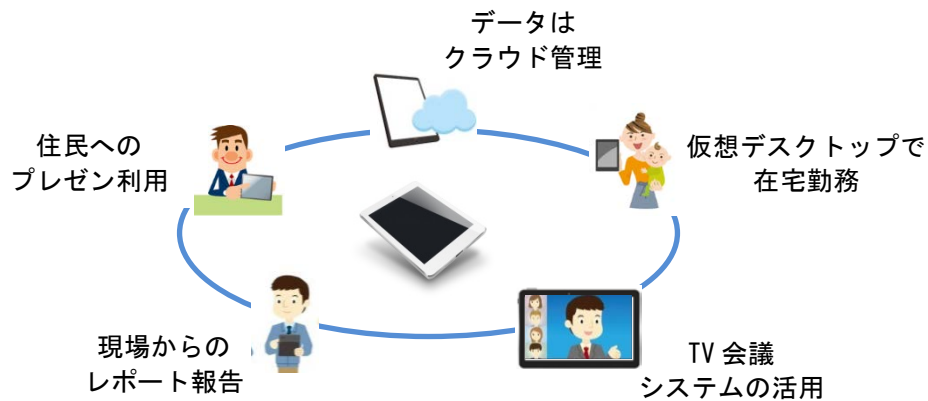 データは
クラウド管理
住民への
プレゼン利用
仮想デスクトップで
在宅勤務
現場からの
レポート報告
TV 会議
システムの活用